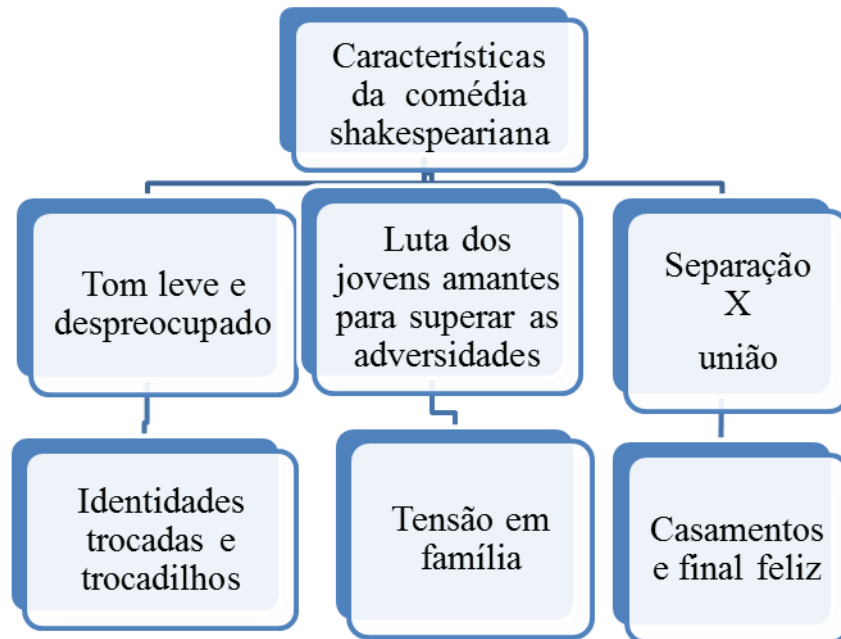 Características
da comédia
shakespeariana
Tom leve e
despreocupado
Luta dos
jovens amantes
para superar as
adversidades
Separação
X
união
Identidades
trocadas e
trocadilhos
Tensão em
família
Casamentos
e final feliz